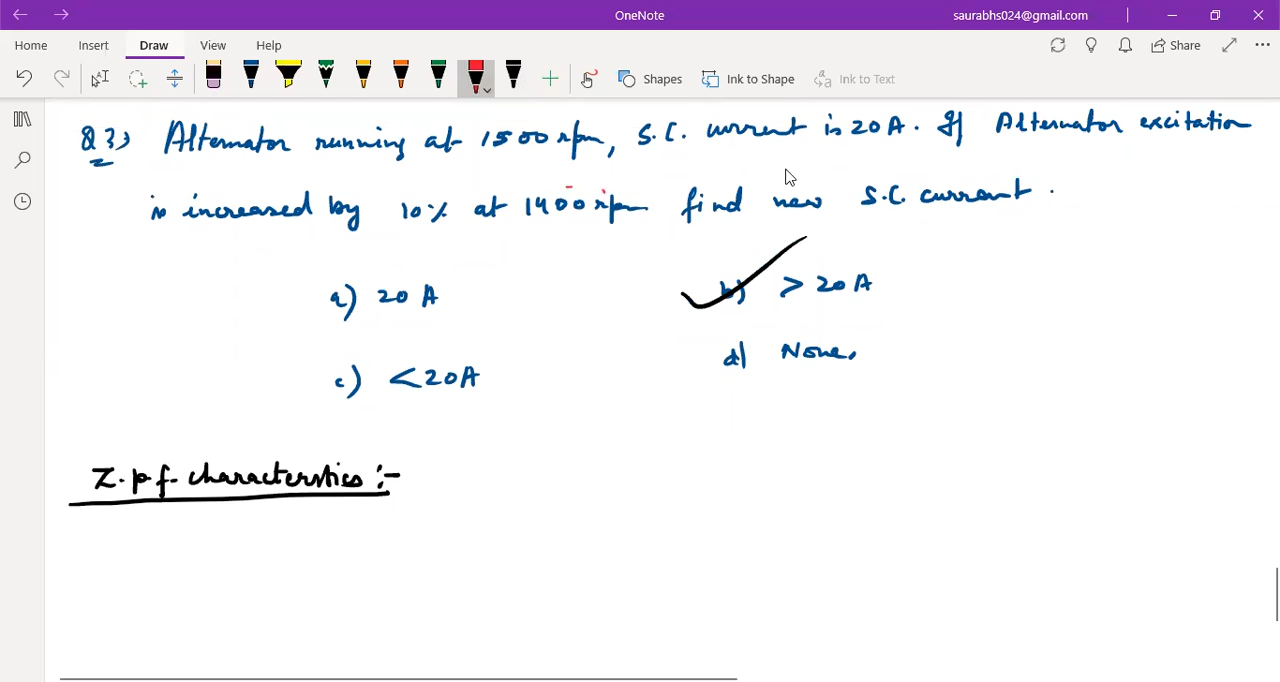 OneNote
saurabhs024@gmail.com
Home Insert Draw View Help
Share
Shapes
Ink to Shape
Ink to Text
Q 3) Alternator running at 1500 rpm, S.C. current is 20 A. If Alternator excitation
is increased by 10% at 1400 rpm find new S.C. current.
a) 20 A
b) > 20 A
c) < 20 A
d) None.
Z.p.f. characterstics :-